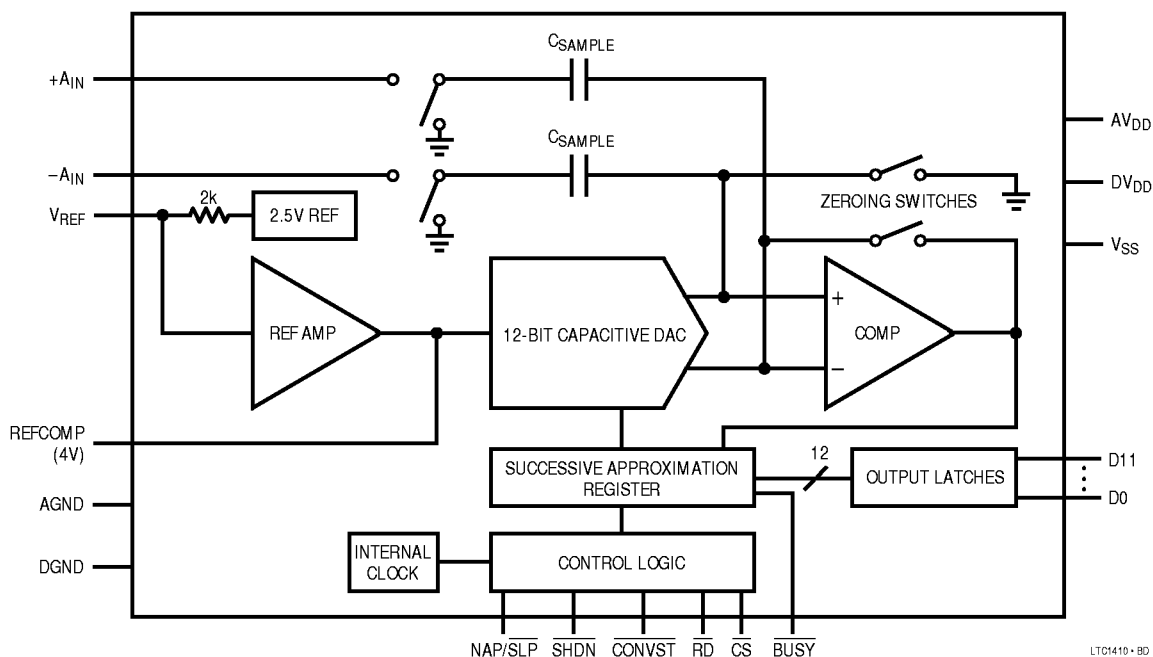 CSAMPLE
+AIN
CSAMPLE
AVDD
–AIN
2k
DVDD
ZEROING SWITCHES
VREF
2.5V REF
VSS
+
REF AMP
12-BIT CAPACITIVE DAC
COMP
–
REFCOMP
(4V)
12
D11
SUCCESSIVE APPROXIMATION
REGISTER
OUTPUT LATCHES
D0
AGND
INTERNAL
CLOCK
CONTROL LOGIC
DGND
NAP/SLP
SHDN
CONVST
RD
CS
BUSY
LTC1410 • BD